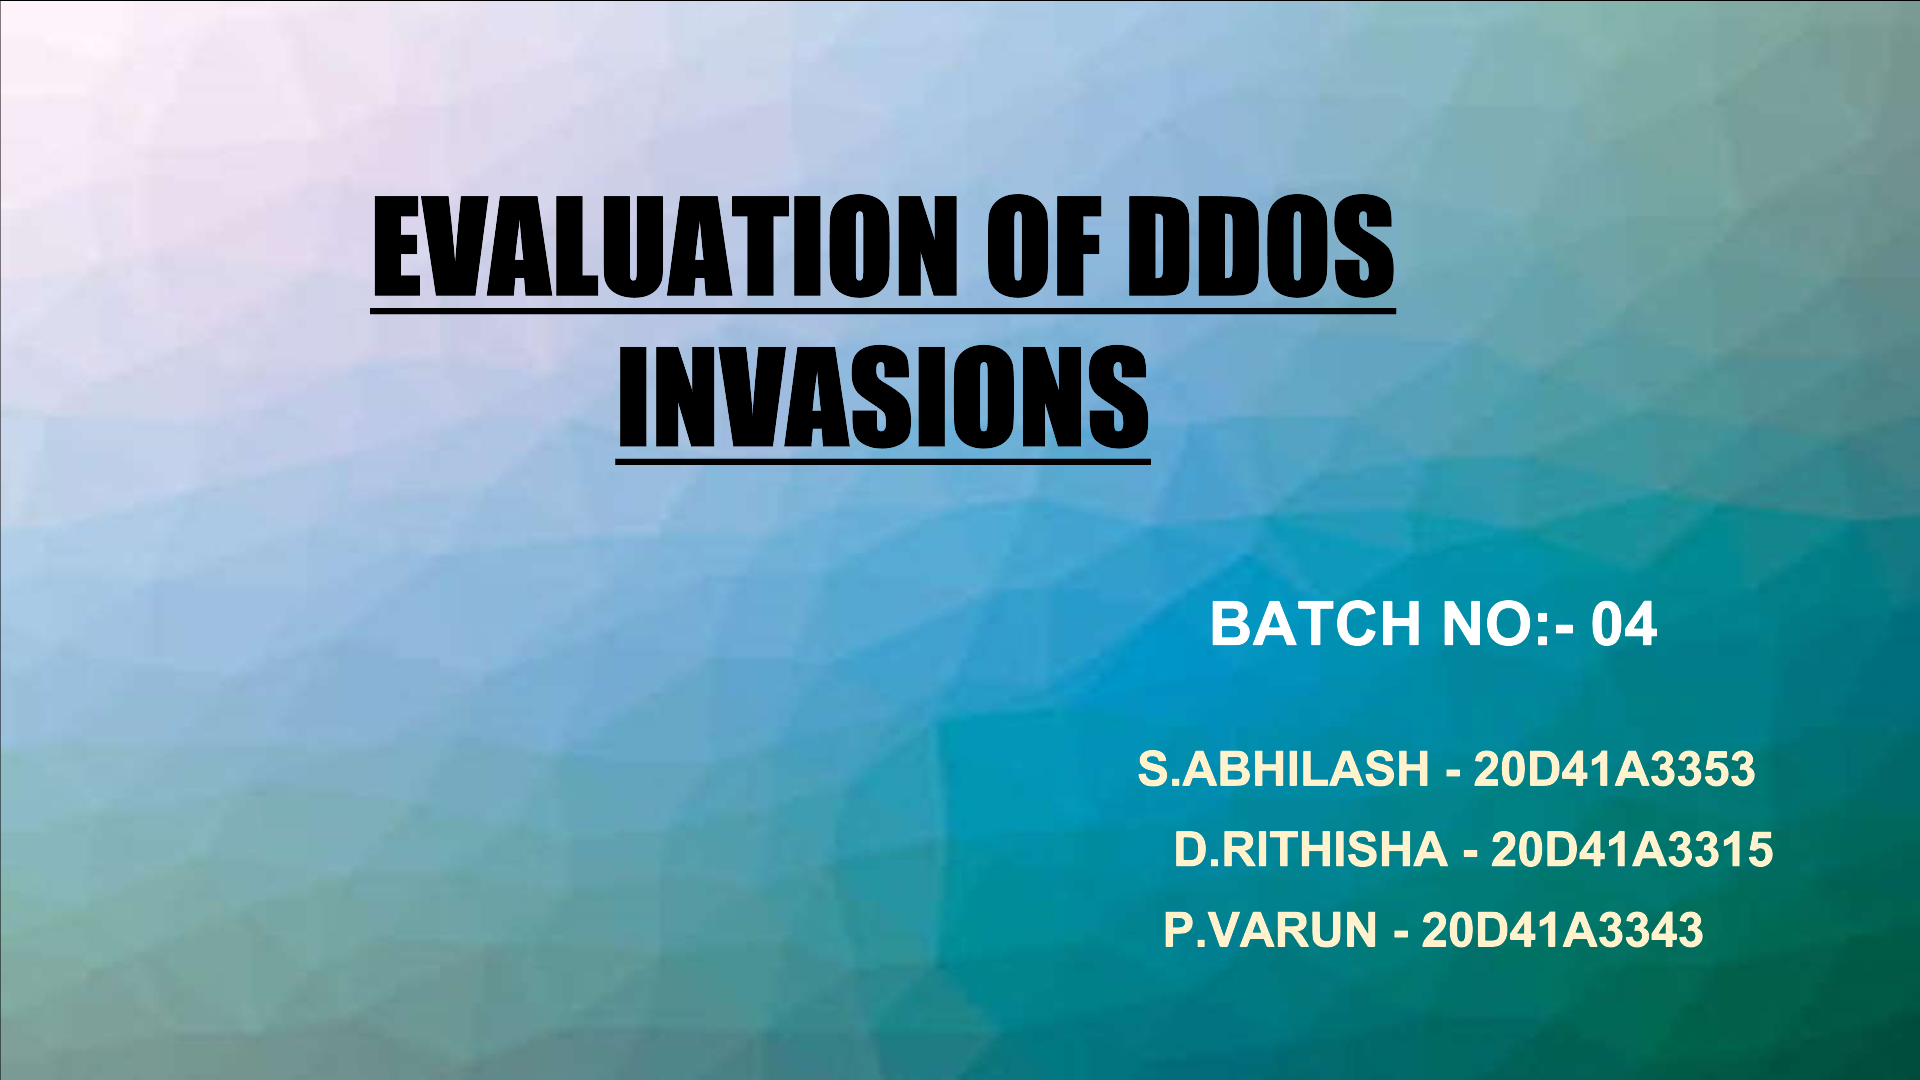 EVALUATION OF DDOS
INVASIONS
BATCH NO:- 04
S.ABHILASH - 20D41A3353
D.RITHISHA - 20D41A3315
P.VARUN - 20D41A3343